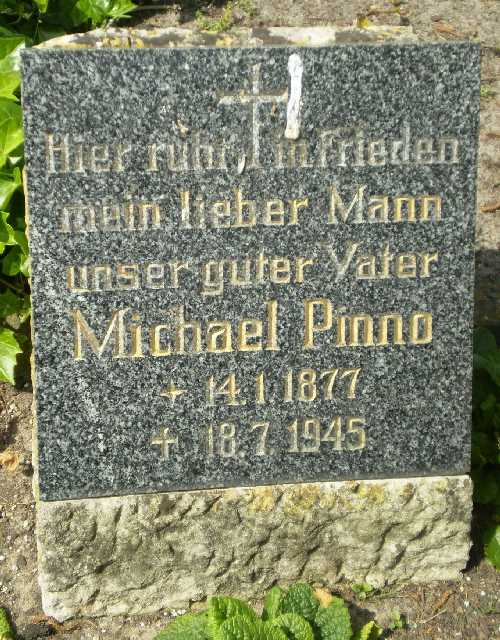 Hier ruht in Frieden
mein lieber Mann
unser guter Vater
Michael Pinno
14.1.1877
18.7.1945